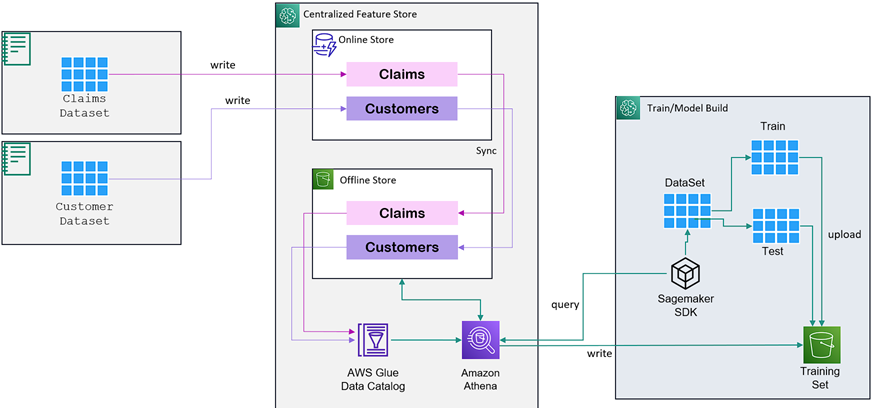 Claims
Dataset
Customer
Dataset
write
write
Centralized Feature Store
Online Store
Claims
Customers
Sync
Offline Store
Claims
Customers
AWS Glue
Data Catalog
Amazon
Athena
query
write
Train/Model Build
Train
DataSet
Test
upload
Sagemaker
SDK
Training
Set